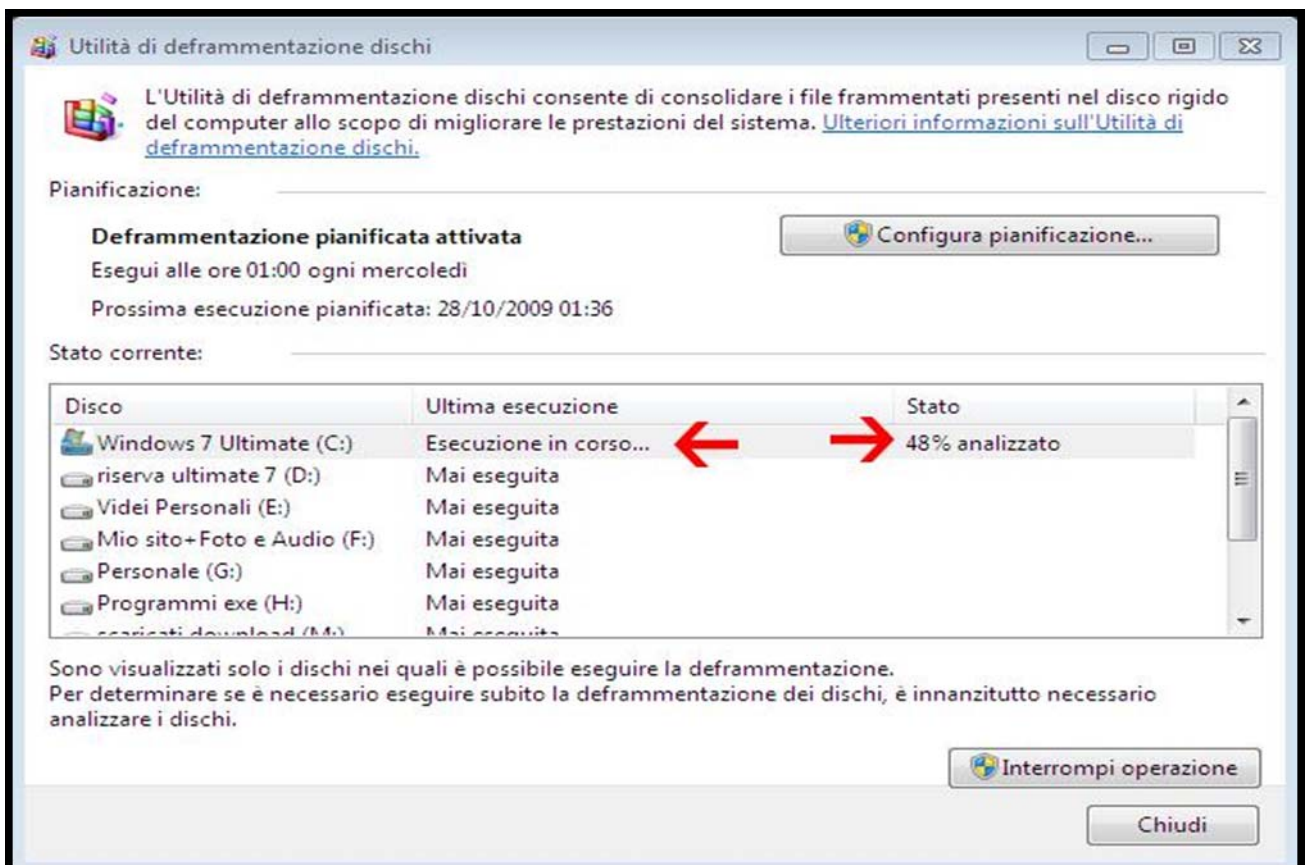 Utilità di deframmentazione dischi
L'Utilità di deframmentazione dischi consente di consolidare i file frammentati presenti nel disco rigido
del computer allo scopo di migliorare le prestazioni del sistema. Ulteriori informazioni sull'Utilità di
deframmentazione dischi.
Pianificazione:
Deframmentazione pianificata attivata
Configura pianificazione...
Esegui alle ore 01:00 ogni mercoledì
Prossima esecuzione pianificata: 28/10/2009 01:36
Stato corrente:
Disco Ultima esecuzione Stato
Windows 7 Ultimate (C:) Esecuzione in corso... 48% analizzato
riserva ultimate 7 (D:) Mai eseguita
Videi Personali (E:) Mai eseguita
Mio sito+Foto e Audio (F:) Mai eseguita
Personale (G:) Mai eseguita
Programmi exe (H:) Mai eseguita
scaricati download (M:) Mai eseguita
Sono visualizzati solo i dischi nei quali è possibile eseguire la deframmentazione.
Per determinare se è necessario eseguire subito la deframmentazione dei dischi, è innanzitutto necessario
analizzare i dischi.
Interrompi operazione
Chiudi